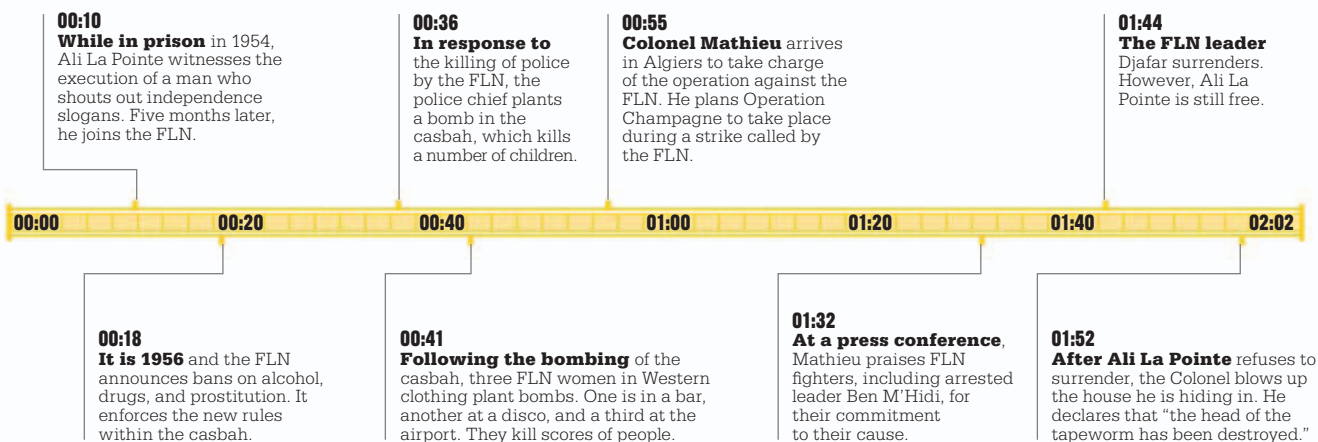 00:10
While in prison in 1954,
Ali La Pointe witnesses the
execution of a man who
shouts out independence
slogans. Five months later,
he joins the FLN.
00:36
In response to
the killing of police
by the FLN, the
police chief plants
a bomb in the
casbah, which kills
a number of children.
00:55
Colonel Mathieu arrives
in Algiers to take charge
of the operation against the
FLN. He plans Operation
Champagne to take place
during a strike called by
the FLN.
01:44
The FLN leader
Djafar surrenders.
However, Ali La
Pointe is still free.
00:00 00:20 00:40 01:00 01:20 01:40 02:02
00:18
It is 1956 and the FLN
announces bans on alcohol,
drugs, and prostitution. It
enforces the new rules
within the casbah.
00:41
Following the bombing of the
casbah, three FLN women in Western
clothing plant bombs. One is in a bar,
another at a disco, and a third at the
airport. They kill scores of people.
01:32
At a press conference,
Mathieu praises FLN
fighters, including arrested
leader Ben M’Hidi, for
their commitment
to their cause.
01:52
After Ali La Pointe refuses to
surrender, the Colonel blows up
the house he is hiding in. He
declares that “the head of the
tapeworm has been destroyed.”